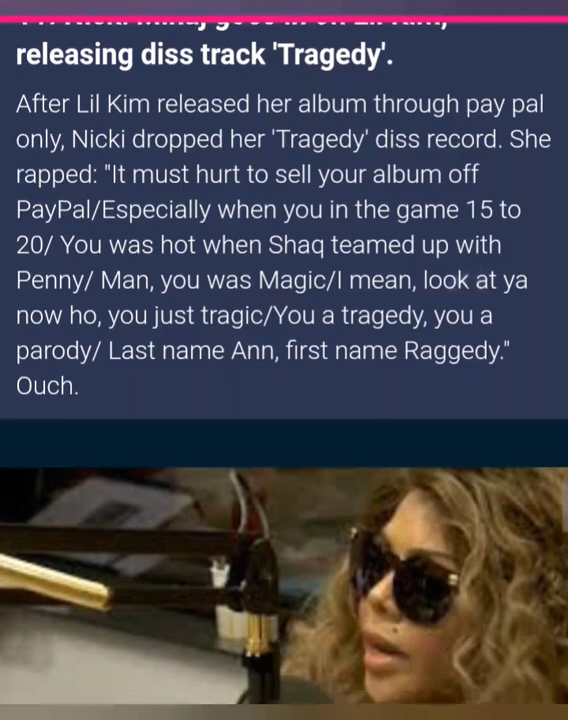 releasing diss track 'Tragedy'.
After Lil Kim released her album through pay pal
only, Nicki dropped her 'Tragedy' diss record. She
rapped: "It must hurt to sell your album off
PayPal/Especially when you in the game 15 to
20/ You was hot when Shaq teamed up with
Penny/ Man, you was Magic/I mean, look at ya
now ho, you just tragic/You a tragedy, you a
parody/ Last name Ann, first name Raggedy."
Ouch.